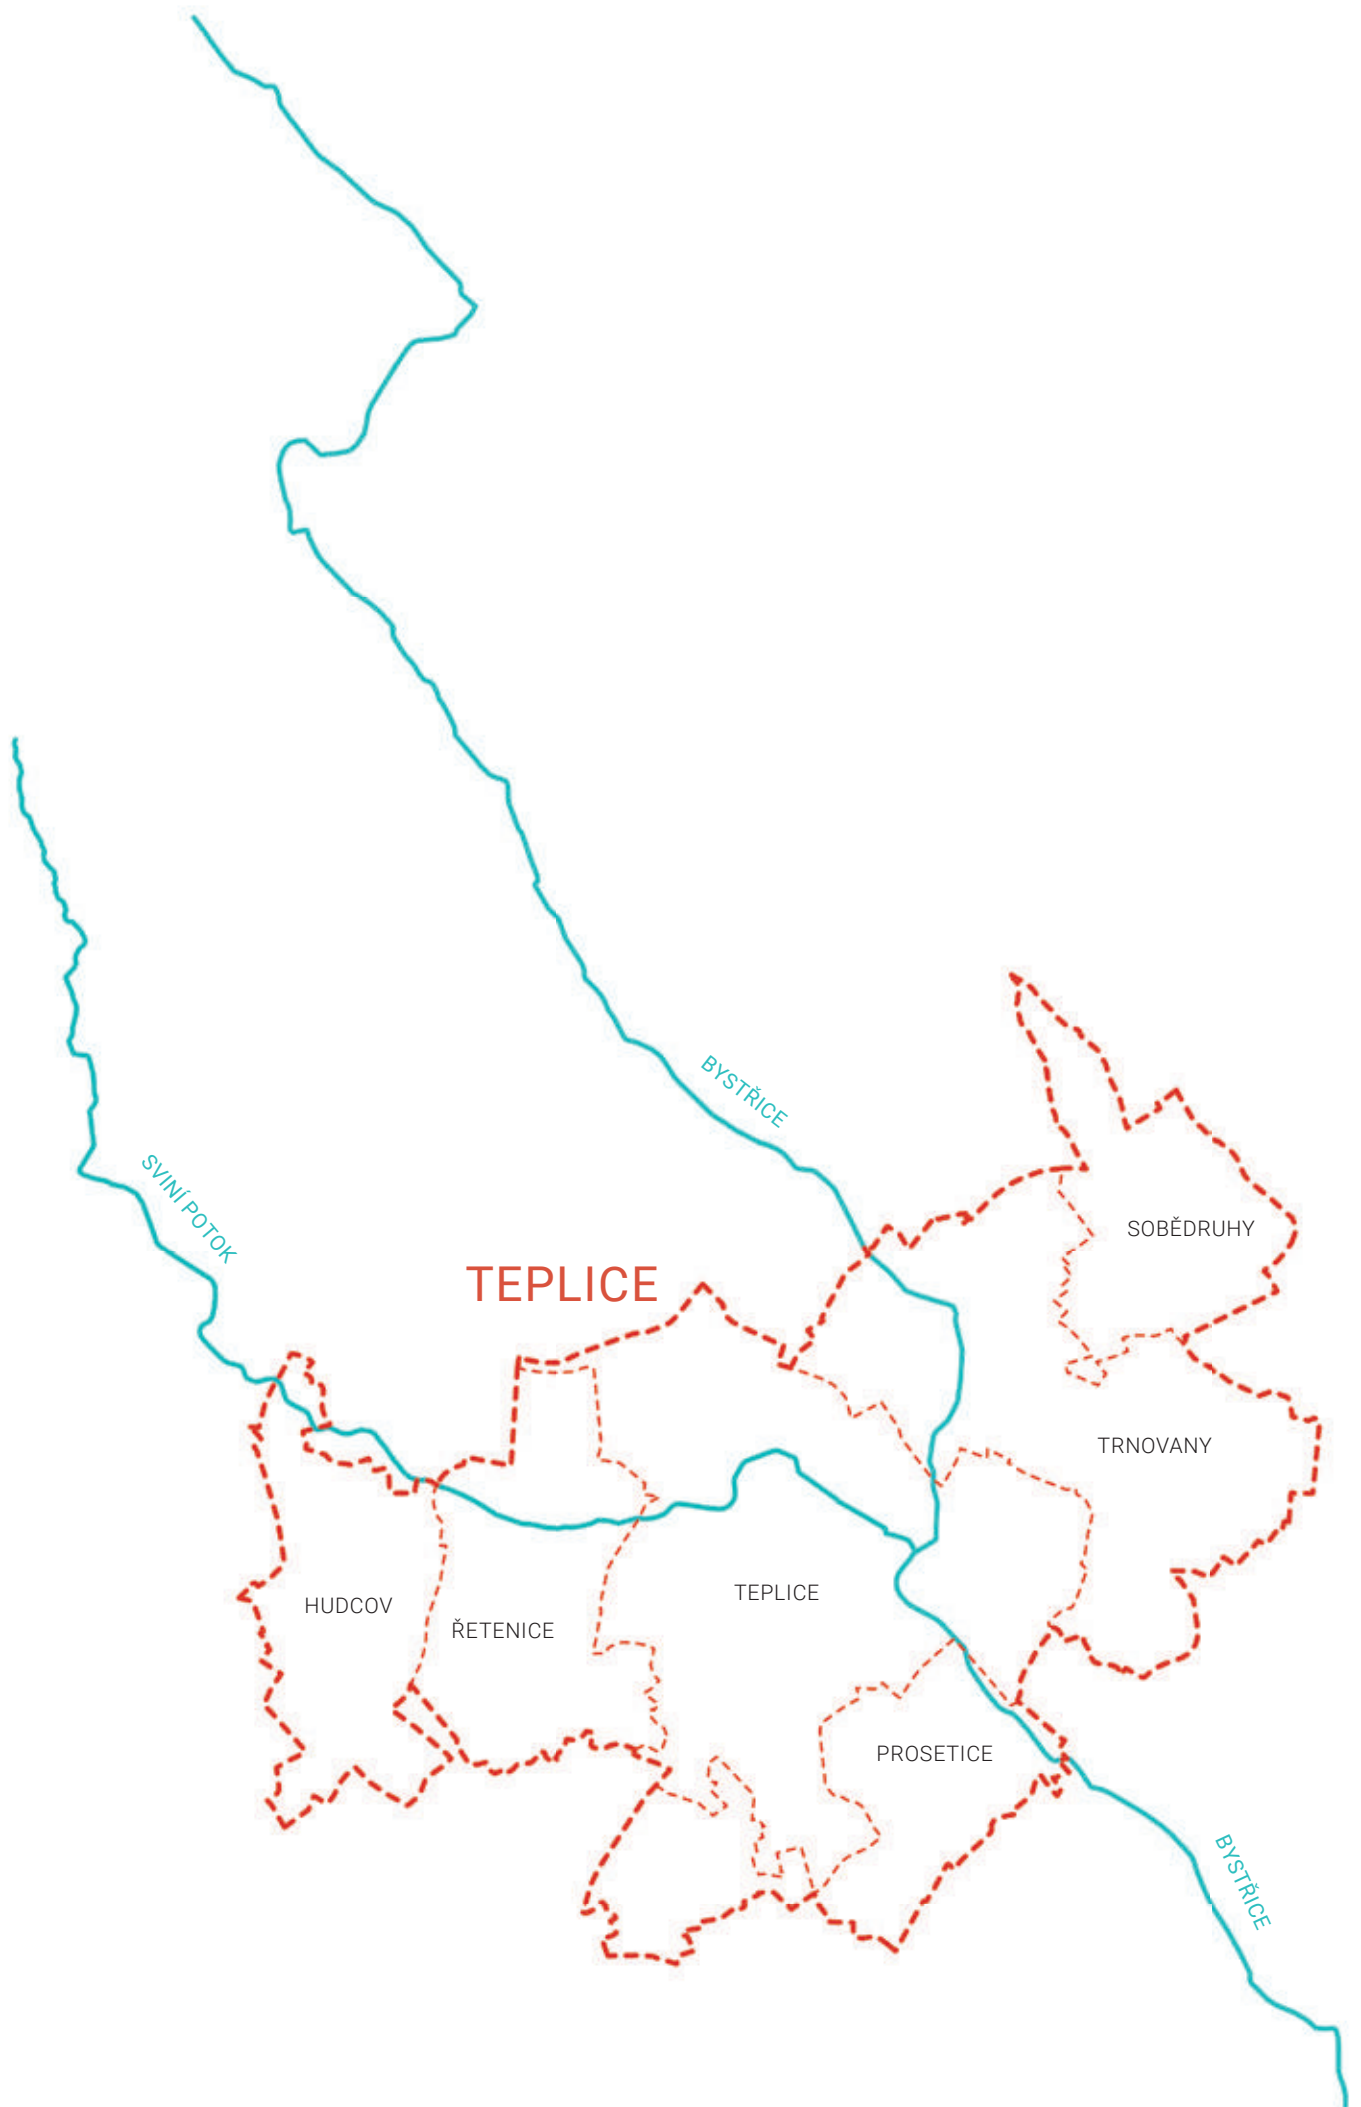 BYSTŘICE
SVINÍ POTOK
SOBĚDRUHY
TEPLICE
TRNOVANY
TEPLICE
HUDCOV
ŘETENICE
PROSETICE
BYSTŘICE